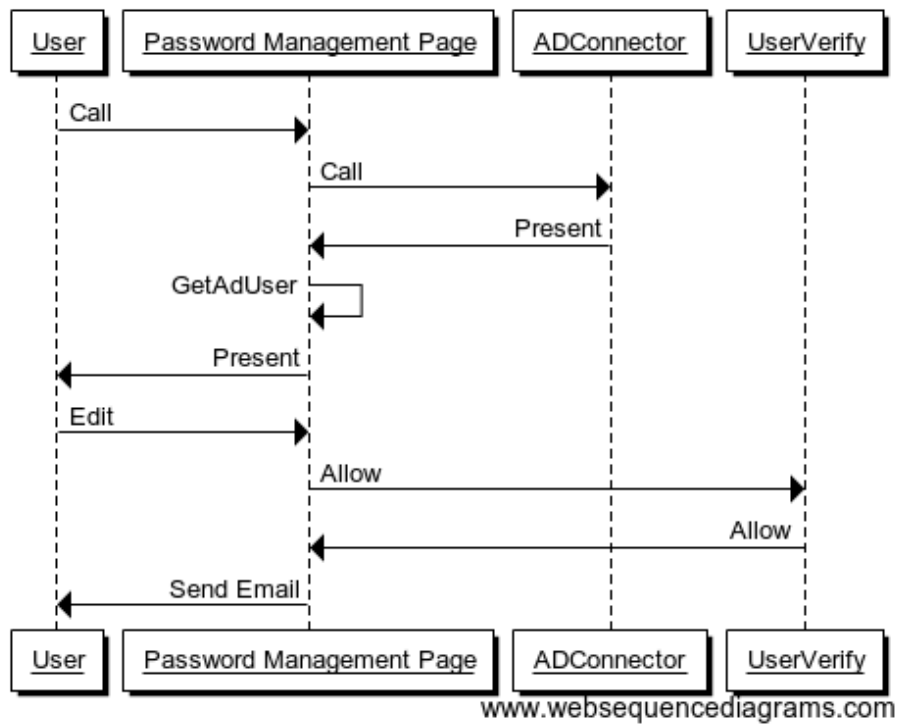 User Password Management Page ADConnector UserVerify
Call
Call
Present
GetAdUser
Present
Edit
Allow
Allow
Send Email
User Password Management Page ADConnector UserVerify
www.websequencediagrams.com